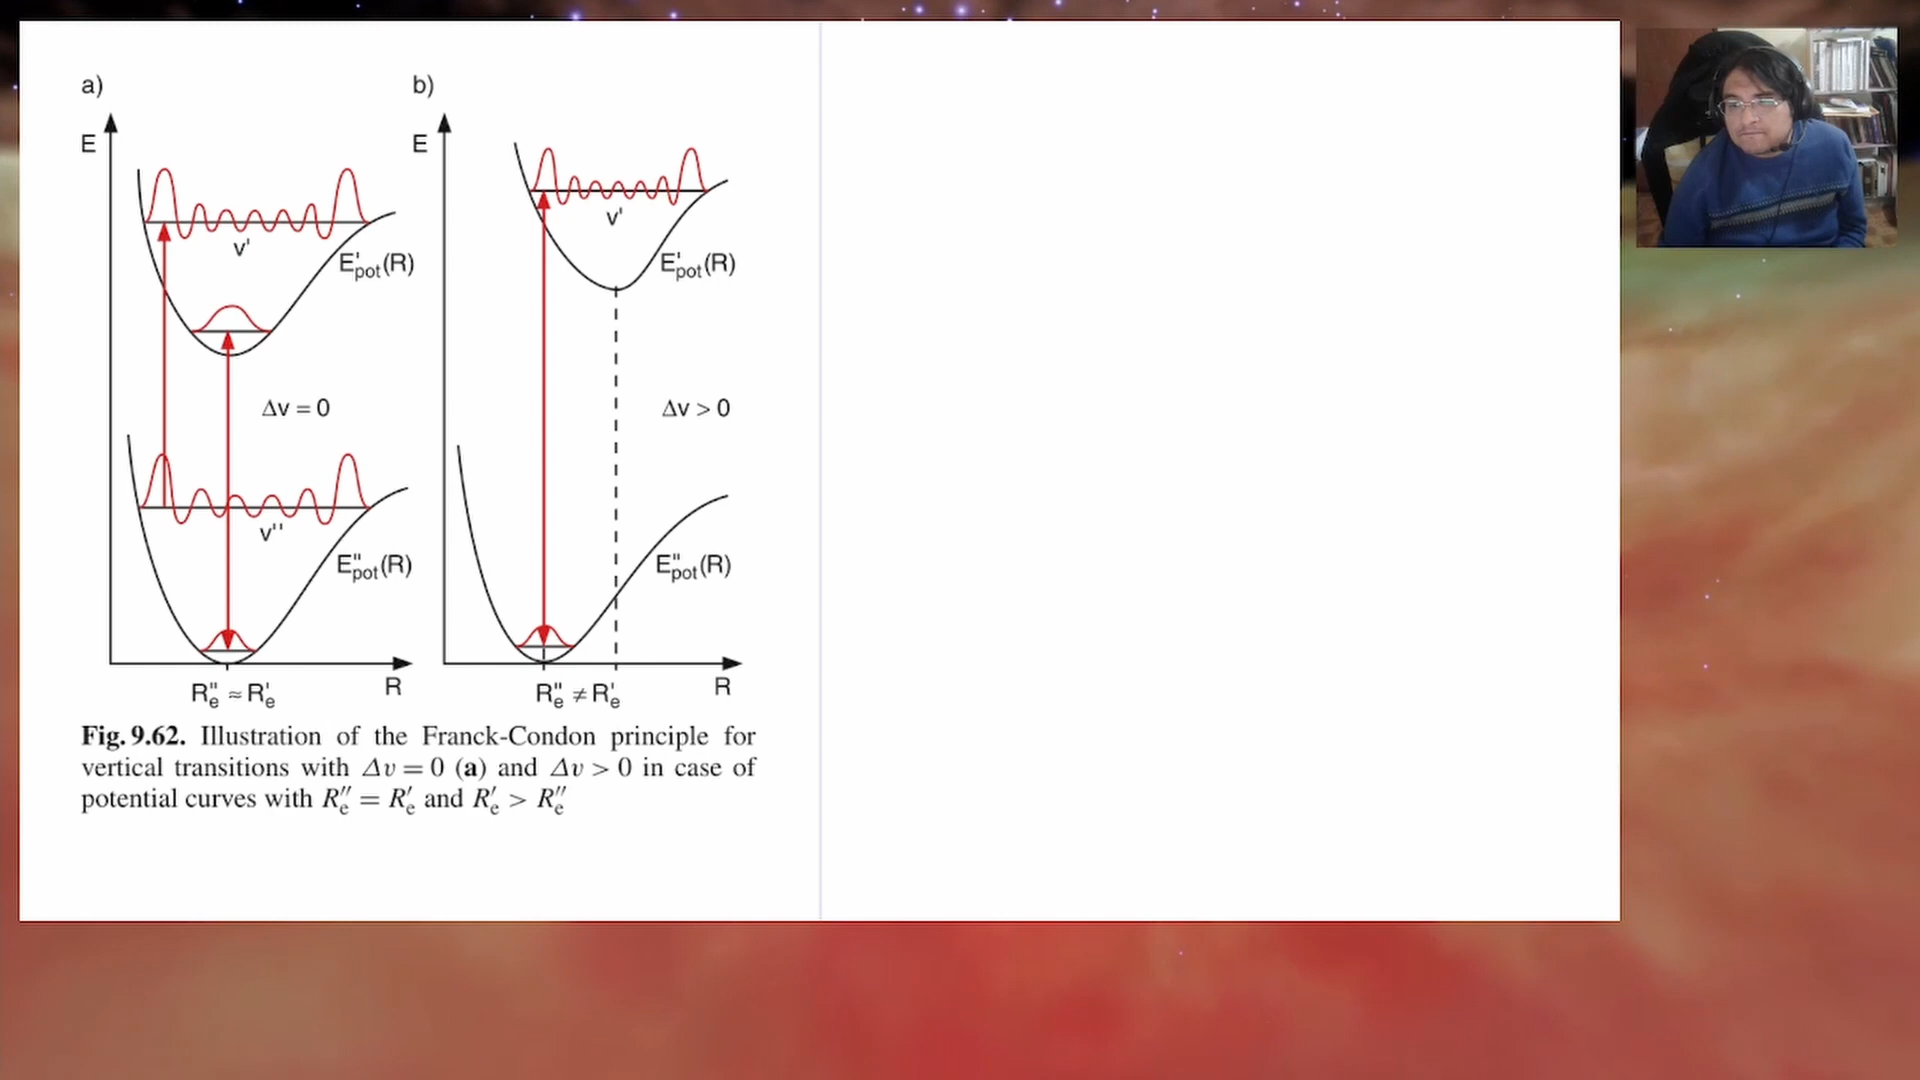 a)
E
v'
E'pot(R)
Δv = 0
v''
E''pot(R)
R''e ≈ R'e
R
b)
E
v'
E'pot(R)
Δv > 0
E''pot(R)
R''e ≠ R'e
R
Fig. 9.62. Illustration of the Franck-Condon principle for
vertical transitions with Δv = 0 (a) and Δv > 0 in case of
potential curves with R''e = R'e and R'e > R''e